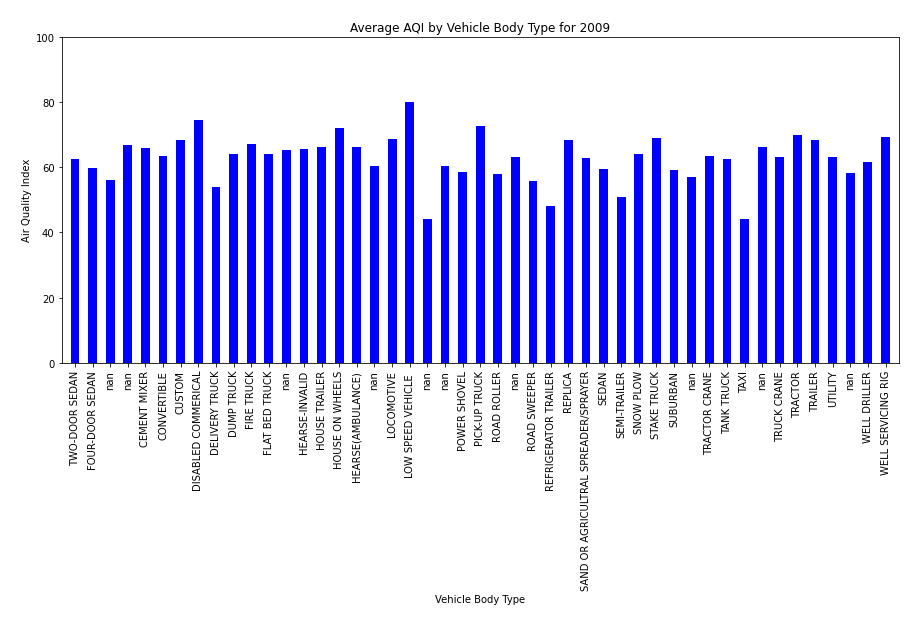 Average AQI by Vehicle Body Type for 2009
Air Quality Index
100
80
60
40
20
0
TWO-DOOR SEDAN
FOUR-DOOR SEDAN
nan
nan
CEMENT MIXER
CONVERTIBLE
CUSTOM
DISABLED COMMERICAL
DELIVERY TRUCK
DUMP TRUCK
FIRE TRUCK
FLAT BED TRUCK
nan
HEARSE-INVALID
HOUSE TRAILER
HOUSE ON WHEELS
HEARSE(AMBULANCE)
nan
LOCOMOTIVE
LOW SPEED VEHICLE
nan
nan
POWER SHOVEL
PICK-UP TRUCK
ROAD ROLLER
nan
ROAD SWEEPER
REFRIGERATOR TRAILER
REPLICA
SAND OR AGRICULTRAL SPREADER/SPRAYER
SEDAN
SEMI-TRAILER
SNOW PLOW
STAKE TRUCK
SUBURBAN
nan
TRACTOR CRANE
TANK TRUCK
TAXI
nan
TRUCK CRANE
TRACTOR
TRAILER
UTILITY
nan
WELL DRILLER
WELL SERVICING RIG
Vehicle Body Type